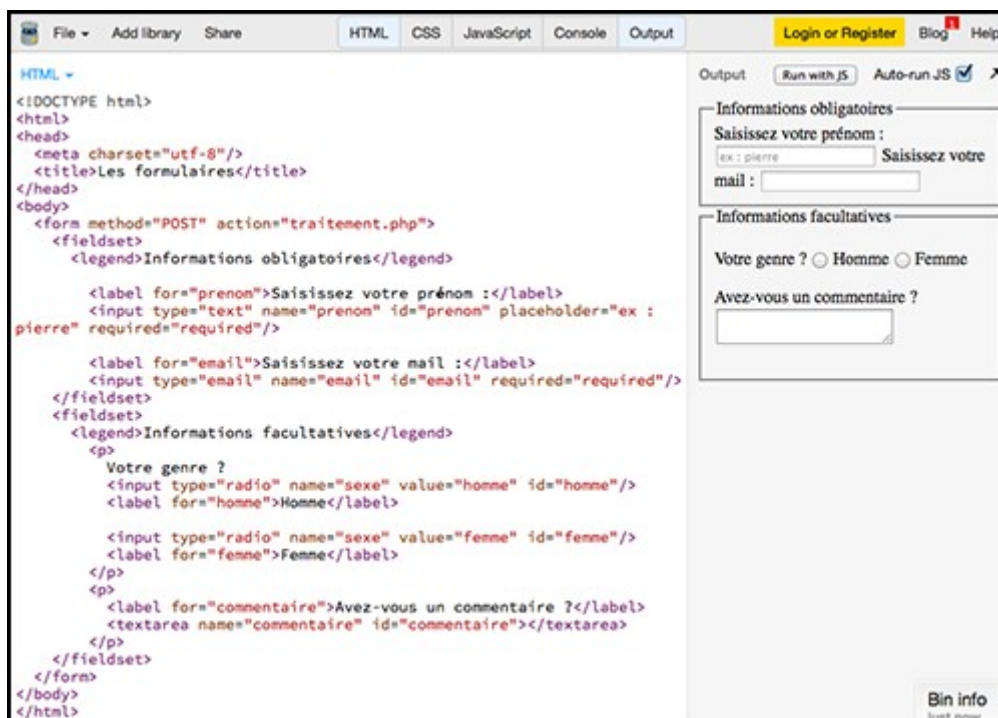 File Add library Share HTML CSS JavaScript Console Output Login or Register Blog 1 Help
HTML
<!DOCTYPE html>
<html>
<head>
<meta charset="utf-8"/>
<title>Les formulaires</title>
</head>
<body>
<form method="POST" action="traitement.php">
<fieldset>
<legend>Informations obligatoires</legend>
<label for="prenom">Saisissez votre prénom :</label>
<input type="text" name="prenom" id="prenom" placeholder="ex :
pierre" required="required"/>
<label for="email">Saisissez votre mail :</label>
<input type="email" name="email" id="email" required="required"/>
</fieldset>
<fieldset>
<legend>Informations facultatives</legend>
<p>
Votre genre ?
<input type="radio" name="sexe" value="homme" id="homme"/>
<label for="homme">Homme</label>
<input type="radio" name="sexe" value="femme" id="femme"/>
<label for="femme">Femme</label>
</p>
<p>
<label for="commentaire">Avez-vous un commentaire ?</label>
<textarea name="commentaire" id="commentaire"></textarea>
</p>
</fieldset>
</form>
</body>
</html>
Output Run with JS Auto-run JS
Informations obligatoires
Saisissez votre prénom :
ex : pierre Saisissez votre
mail :
Informations facultatives
Votre genre ? Homme Femme
Avez-vous un commentaire ?
Bin info
just now